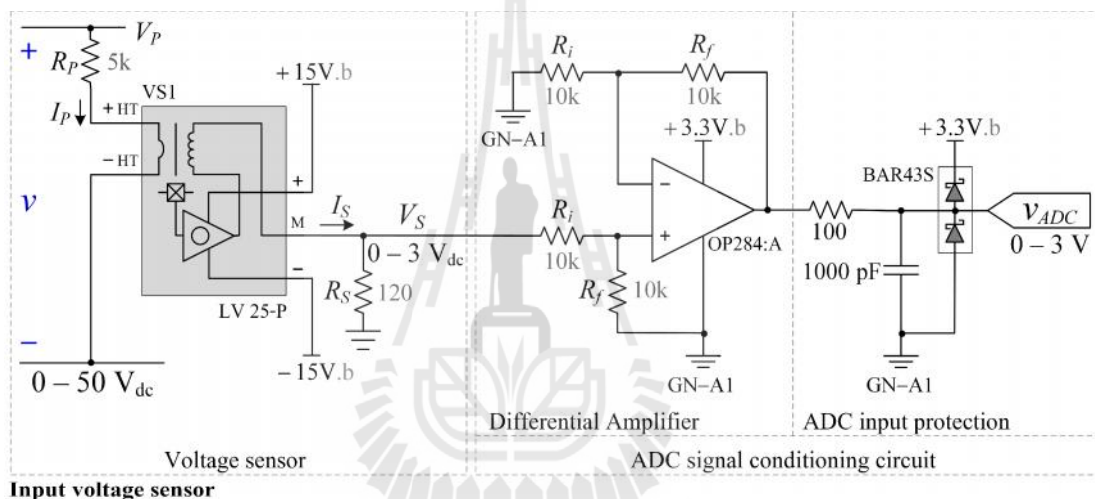 V_P
+
R_P 5k
VS1
+15V.b
I_P
+ HT
− HT
v
+
M
I_S
V_S
0 – 3 V_dc
−
R_S 120
LV 25-P
−
−15V.b
0 – 50 V_dc
Voltage sensor
R_i
10k
R_f
10k
GN–A1
+3.3V.b
−
+
R_i
10k
OP284:A
R_f 10k
GN–A1
Differential Amplifier
+3.3V.b
BAR43S
100
v_ADC
0 – 3 V
1000 pF
GN–A1
ADC input protection
ADC signal conditioning circuit
Input voltage sensor